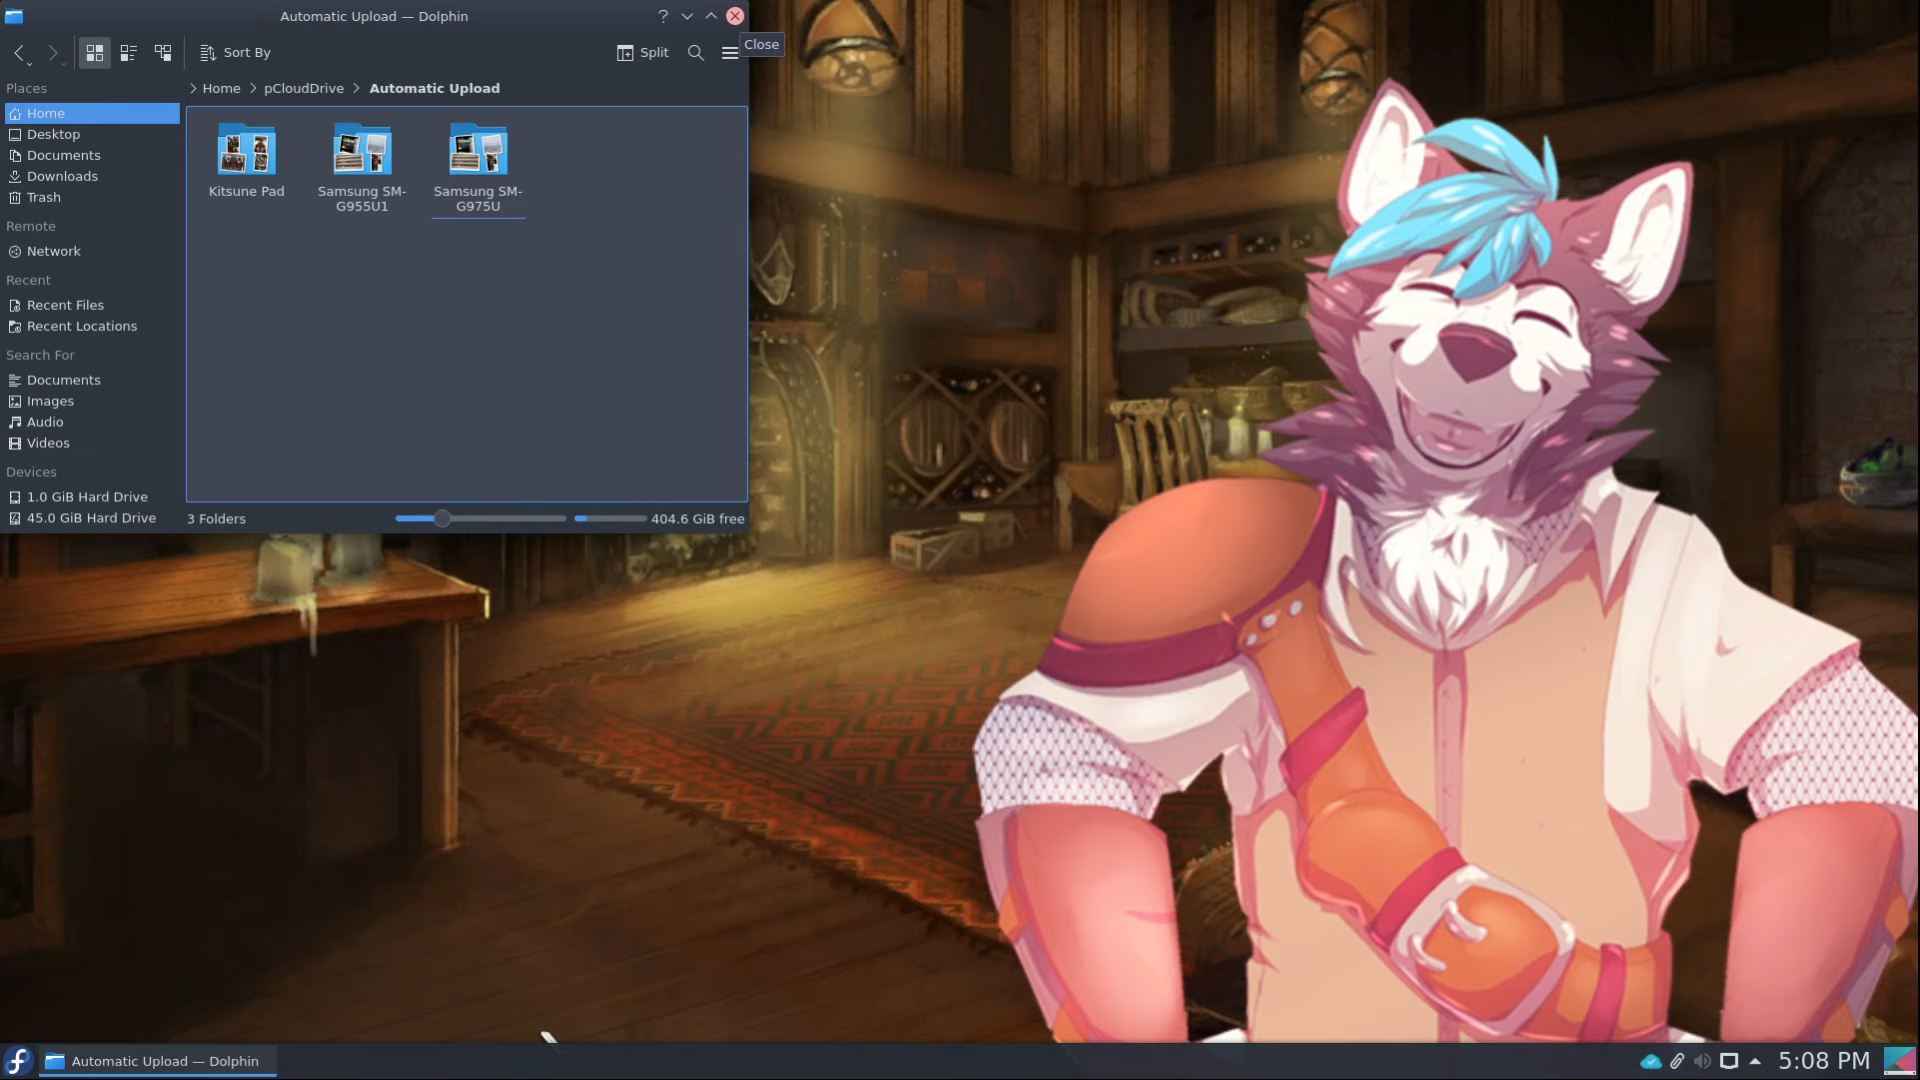 Automatic Upload — Dolphin
?
Close
Sort By
Split
Places
Home
Desktop
Documents
Downloads
Trash
Remote
Network
Recent
Recent Files
Recent Locations
Search For
Documents
Images
Audio
Videos
Devices
1.0 GiB Hard Drive
45.0 GiB Hard Drive
Home
pCloudDrive
Automatic Upload
Kitsune Pad
Samsung SM-
G955U1
Samsung SM-
G975U
3 Folders
404.6 GiB free
Automatic Upload — Dolphin
5:08 PM